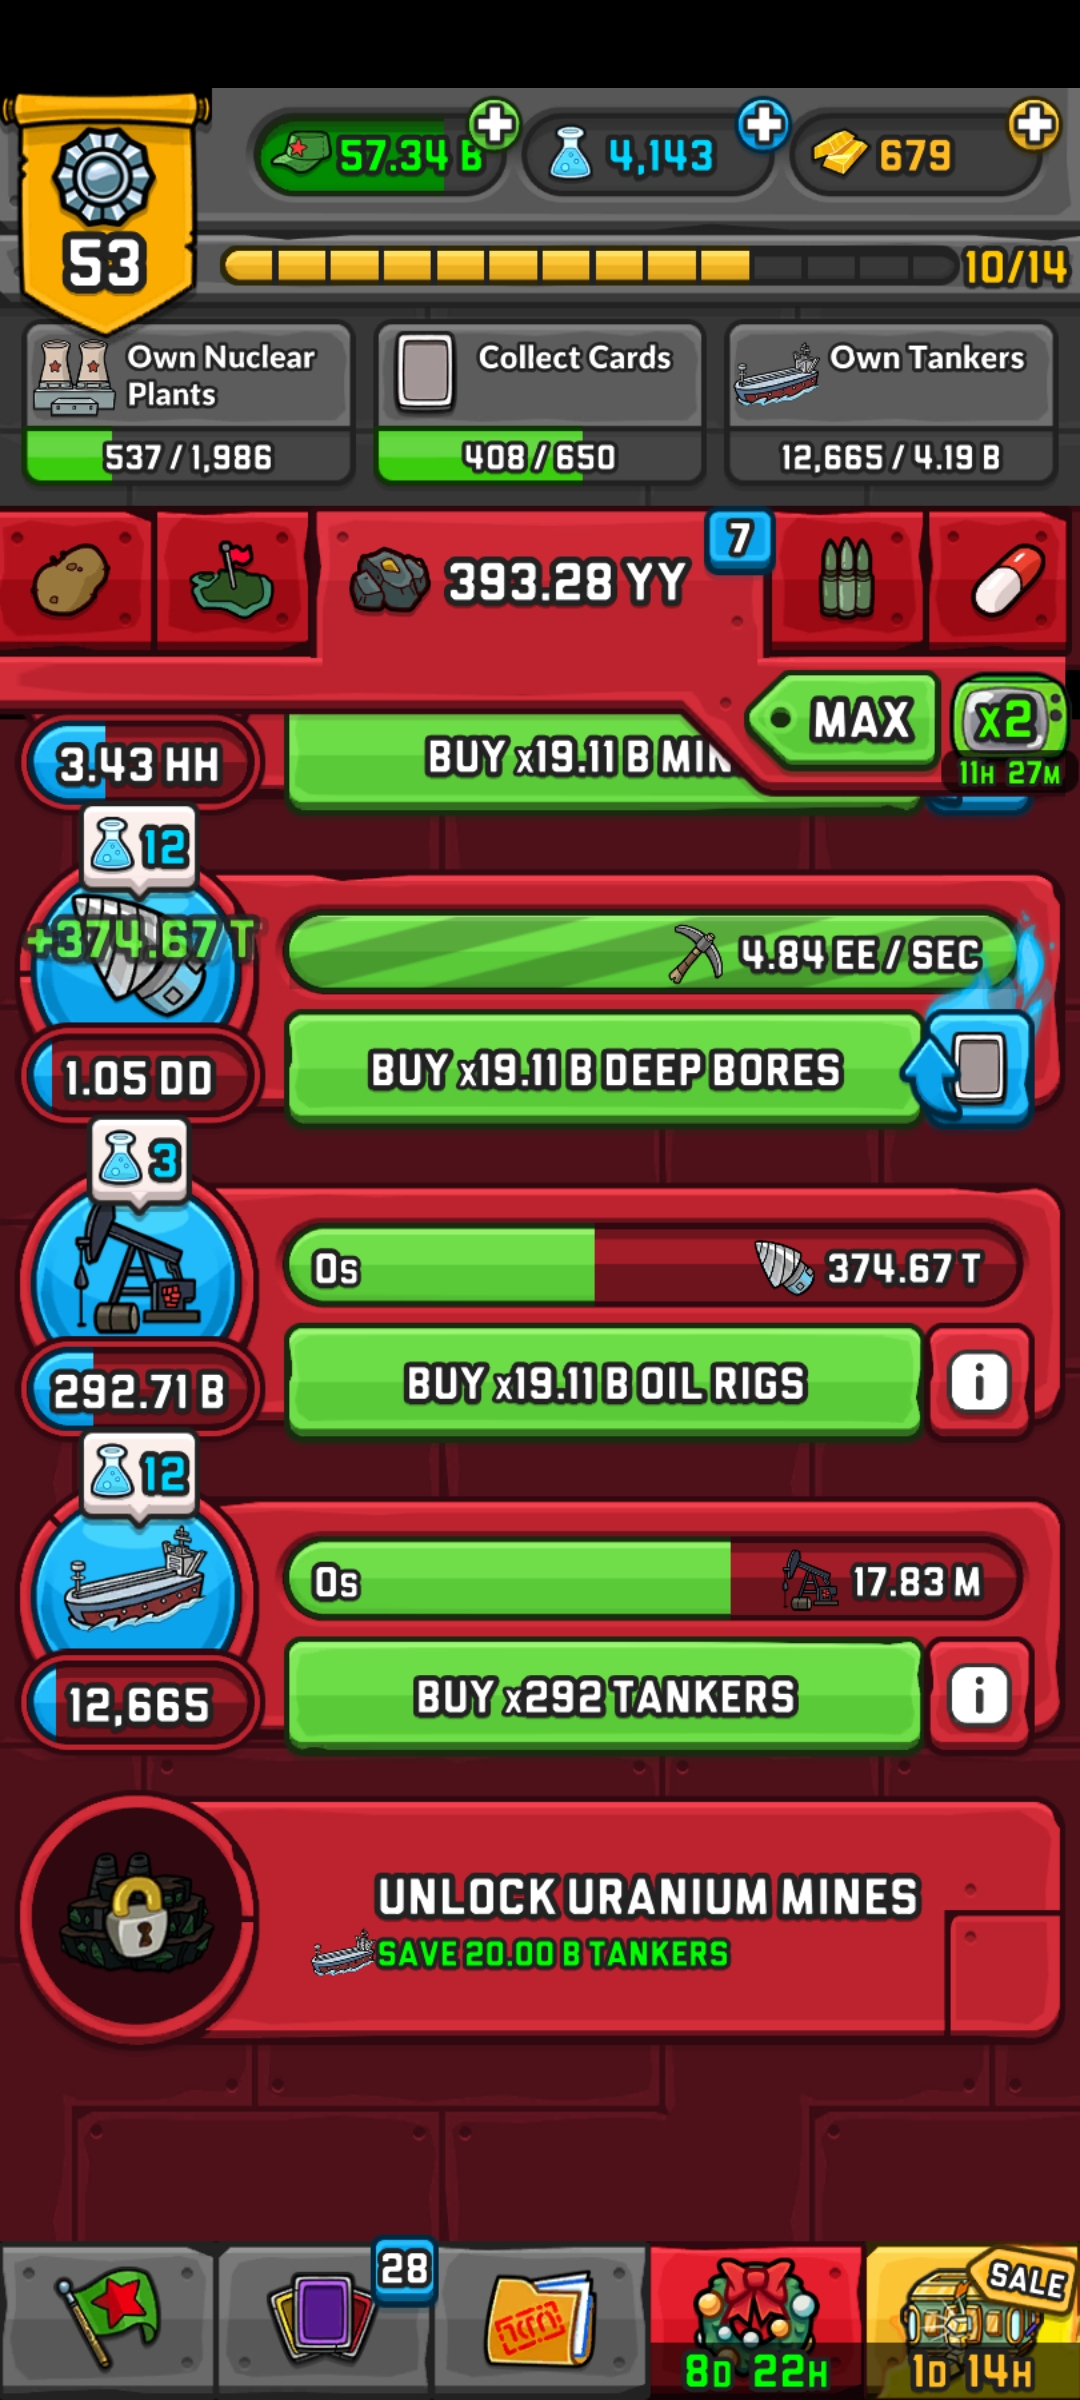 57.34 B
4,143
679
53
10/14
Own Nuclear
Plants
537 / 1,986
Collect Cards
408 / 650
Own Tankers
12,665 / 4.19 B
393.28 YY
7
MAX
x2
11H 27M
3.43 HH
BUY x19.11 B MIN
12
+374.67 T
4.84 EE / SEC
1.05 DD
BUY x19.11 B DEEP BORES
3
0s
374.67 T
292.71 B
BUY x19.11 B OIL RIGS
i
12
0s
17.83 M
12,665
BUY x292 TANKERS
i
UNLOCK URANIUM MINES
SAVE 20.00 B TANKERS
28
SALE
8D 22H
1D 14H